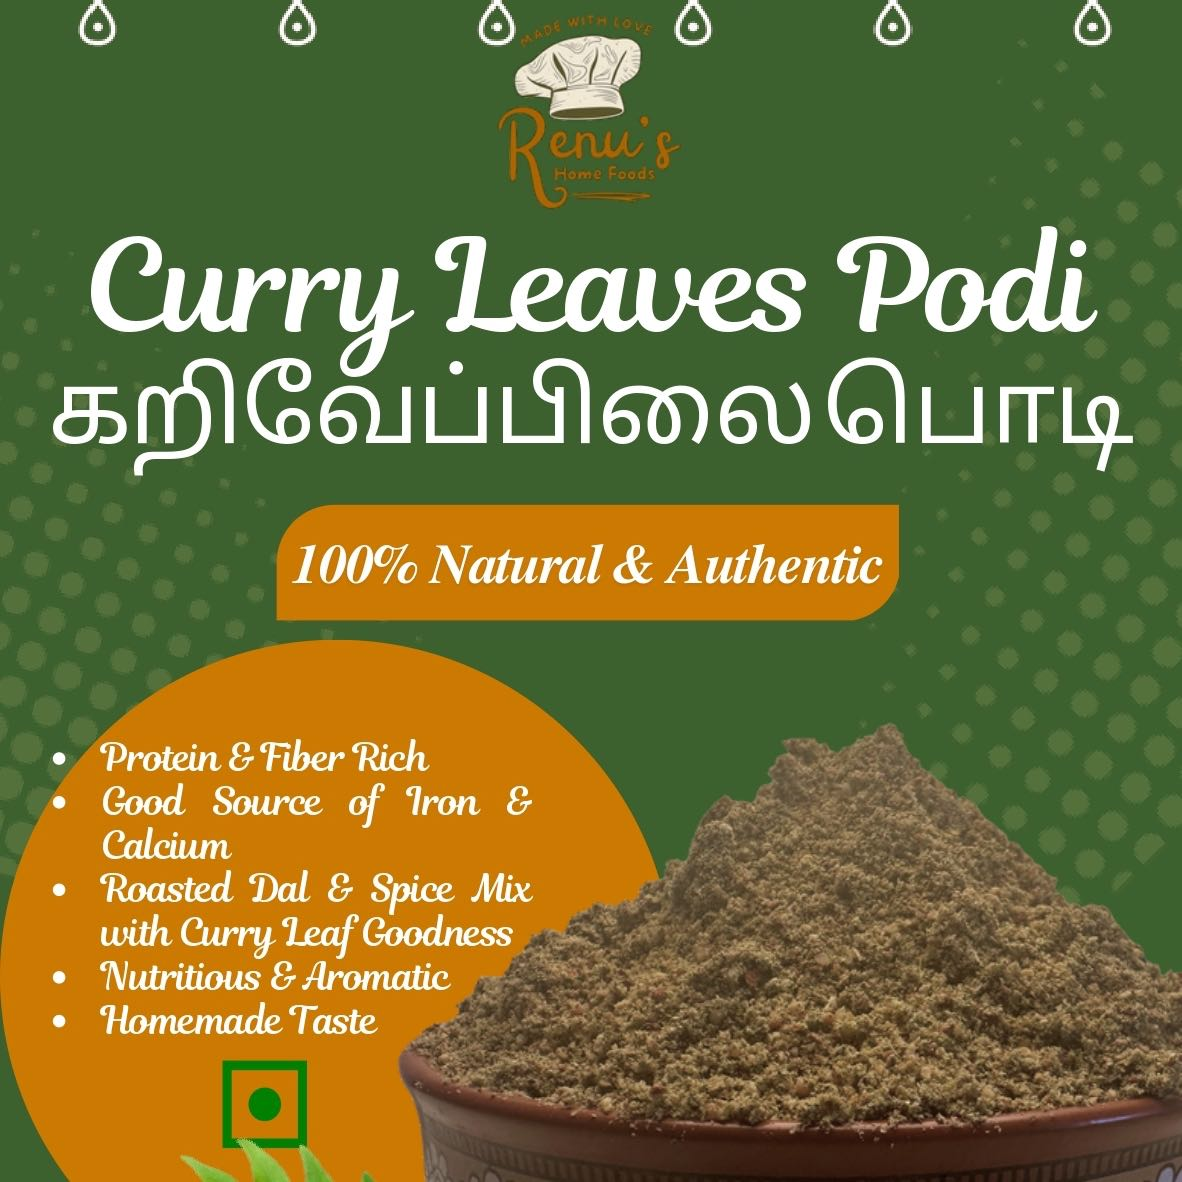 MADE WITH LOVE
Renu's
Home Foods
Curry Leaves Podi
கறிவேப்பிலைபொடி
100% Natural & Authentic
• Protein & Fiber Rich
• Good Source of Iron &
Calcium
• Roasted Dal & Spice Mix
with Curry Leaf Goodness
• Nutritious & Aromatic
• Homemade Taste